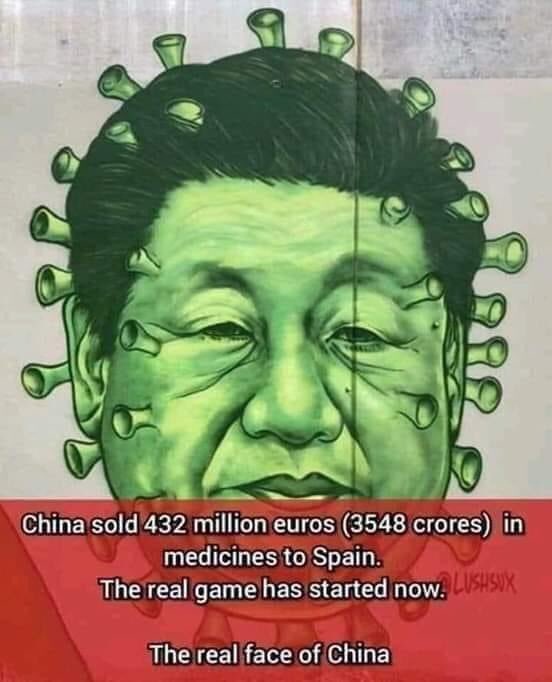 China sold 432 million euros (3548 crores) in
medicines to Spain.
The real game has started now.
@LUSHSUX
The real face of China